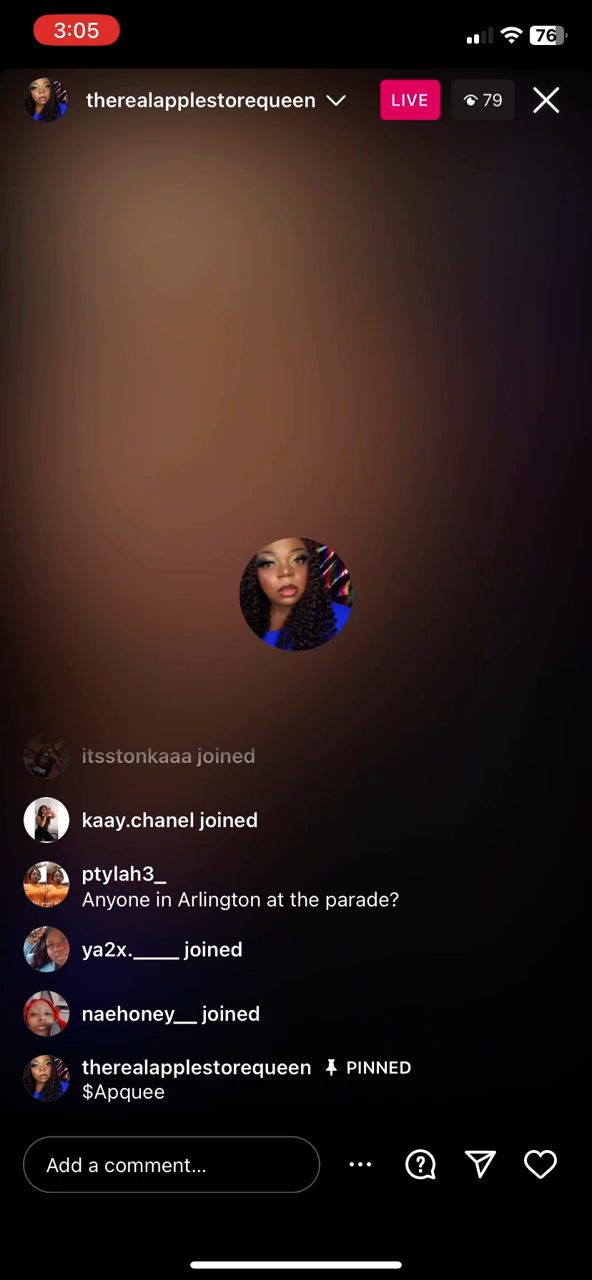 3:05
76
therealapplestorequeen
LIVE
79
itsstonkaaa joined
kaay.chanel joined
ptylah3_
Anyone in Arlington at the parade?
ya2x.____ joined
naehoney__ joined
therealapplestorequeen PINNED
$Apquee
Add a comment...